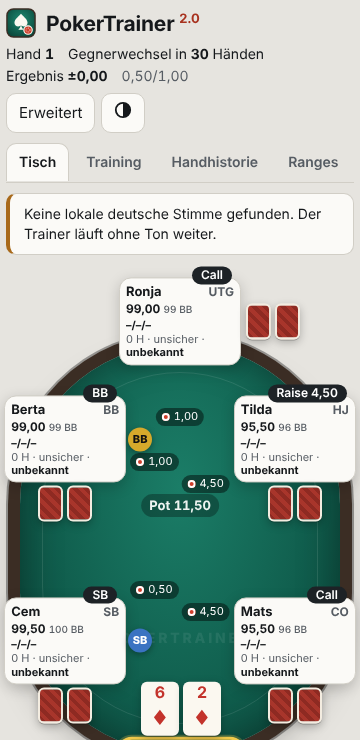 PokerTrainer 2.0
Hand 1 Gegnerwechsel in 30 Händen
Ergebnis ±0,00 0,50/1,00
Erweitert
Tisch Training Handhistorie Ranges
Keine lokale deutsche Stimme gefunden. Der
Trainer läuft ohne Ton weiter.
Call
Ronja UTG
99,00 99 BB
–/–/–
0 H · unsicher ·
unbekannt
BB
Berta BB
99,00 99 BB
–/–/–
0 H · unsicher ·
unbekannt
1,00
BB
1,00
Raise 4,50
Tilda HJ
95,50 96 BB
–/–/–
0 H · unsicher ·
unbekannt
4,50
Pot 11,50
SB
Cem SB
99,50 100 BB
–/–/–
0 H · unsicher ·
unbekannt
0,50
SB
4,50
Call
Mats CO
95,50 96 BB
–/–/–
0 H · unsicher ·
unbekannt
6 2